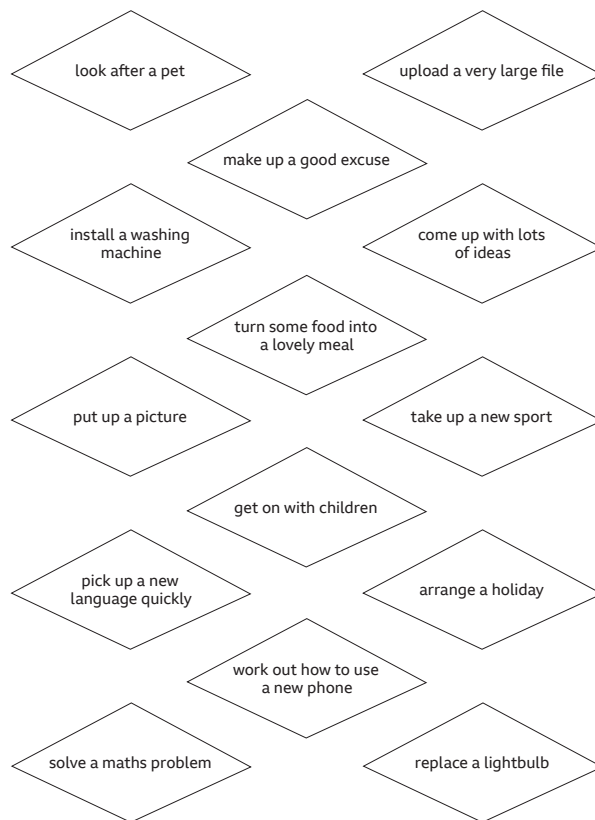 look after a pet
upload a very large file
make up a good excuse
install a washing
machine
come up with lots
of ideas
turn some food into
a lovely meal
put up a picture
take up a new sport
get on with children
pick up a new
language quickly
arrange a holiday
work out how to use
a new phone
solve a maths problem
replace a lightbulb